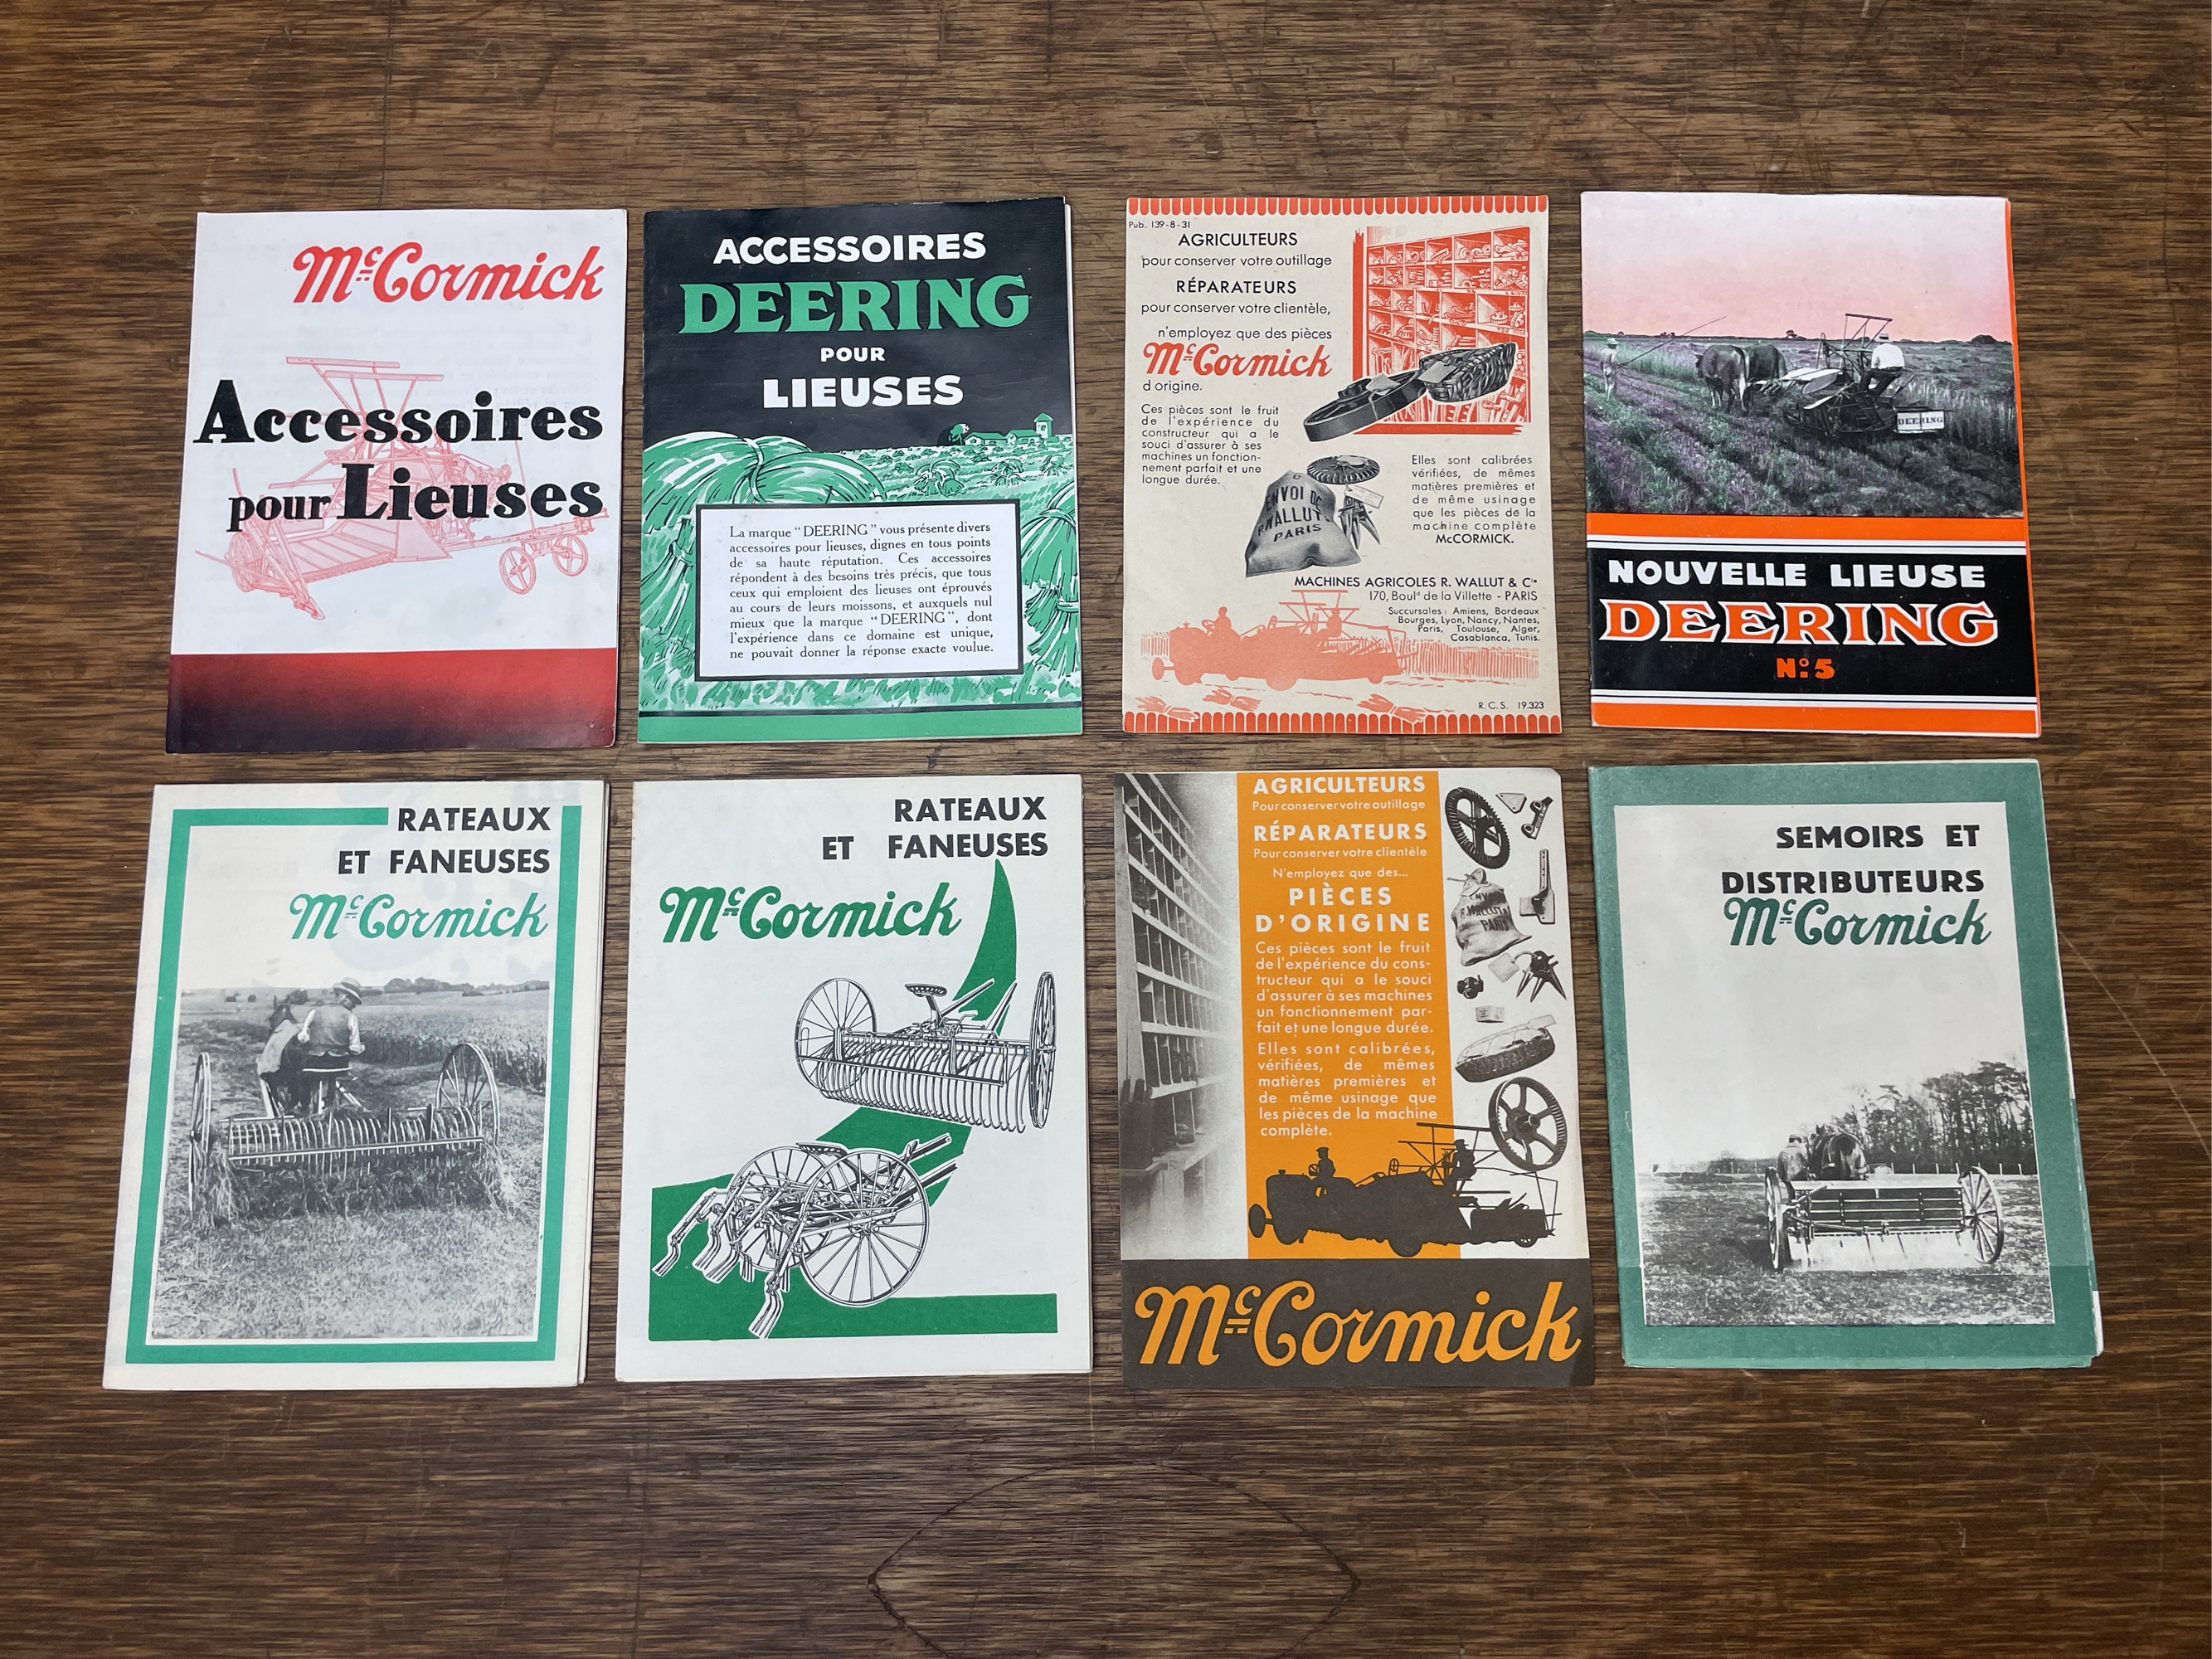 McCormick
Accessoires
pour Lieuses
ACCESSOIRES
DEERING
POUR
LIEUSES
La marque “DEERING” vous présente divers
accessoires pour lieuses, dignes en tous points
de sa haute réputation. Ces accessoires
répondent à des besoins très précis, que tous
ceux qui emploient des lieuses ont éprouvés
au cours de leurs moissons, et auxquels nul
mieux que la marque “DEERING”, dont
l'expérience dans ce domaine est unique,
ne pouvait donner la réponse exacte voulue.
Pub. 139-8-31
AGRICULTEURS
pour conserver votre outillage
RÉPARATEURS
pour conserver votre clientèle,
n'employez que des pièces
McCormick
d'origine.
Ces pièces sont le fruit
de l'expérience du
constructeur qui a le
souci d'assurer à ses
machines un fonction-
nement parfait et une
longue durée.
ENVOI DE
R.WALLUT
PARIS
Elles sont calibrées
vérifiées, de mêmes
matières premières et
de même usinage
que les pièces de la
machine complète
McCORMICK.
MACHINES AGRICOLES R. WALLUT & Cie
170, Bould de la Villette - PARIS
Succursales : Amiens, Bordeaux
Bourges, Lyon, Nancy, Nantes,
Paris, Toulouse, Alger,
Casablanca, Tunis.
R.C.S. 19.323
DEERING
NOUVELLE LIEUSE
DEERING
No 5
RATEAUX
ET FANEUSES
McCormick
RATEAUX
ET FANEUSES
McCormick
AGRICULTEURS
Pour conserver votre outillage
RÉPARATEURS
Pour conserver votre clientèle
N'employez que des...
PIÈCES
D'ORIGINE
Ces pièces sont le fruit
de l'expérience du cons-
tructeur qui a le souci
d'assurer à ses machines
un fonctionnement par-
fait et une longue durée.
Elles sont calibrées,
vérifiées, de mêmes
matières premières et
de même usinage que
les pièces de la machine
complète.
R.WALLUT
PARIS
McCormick
SEMOIRS ET
DISTRIBUTEURS
McCormick